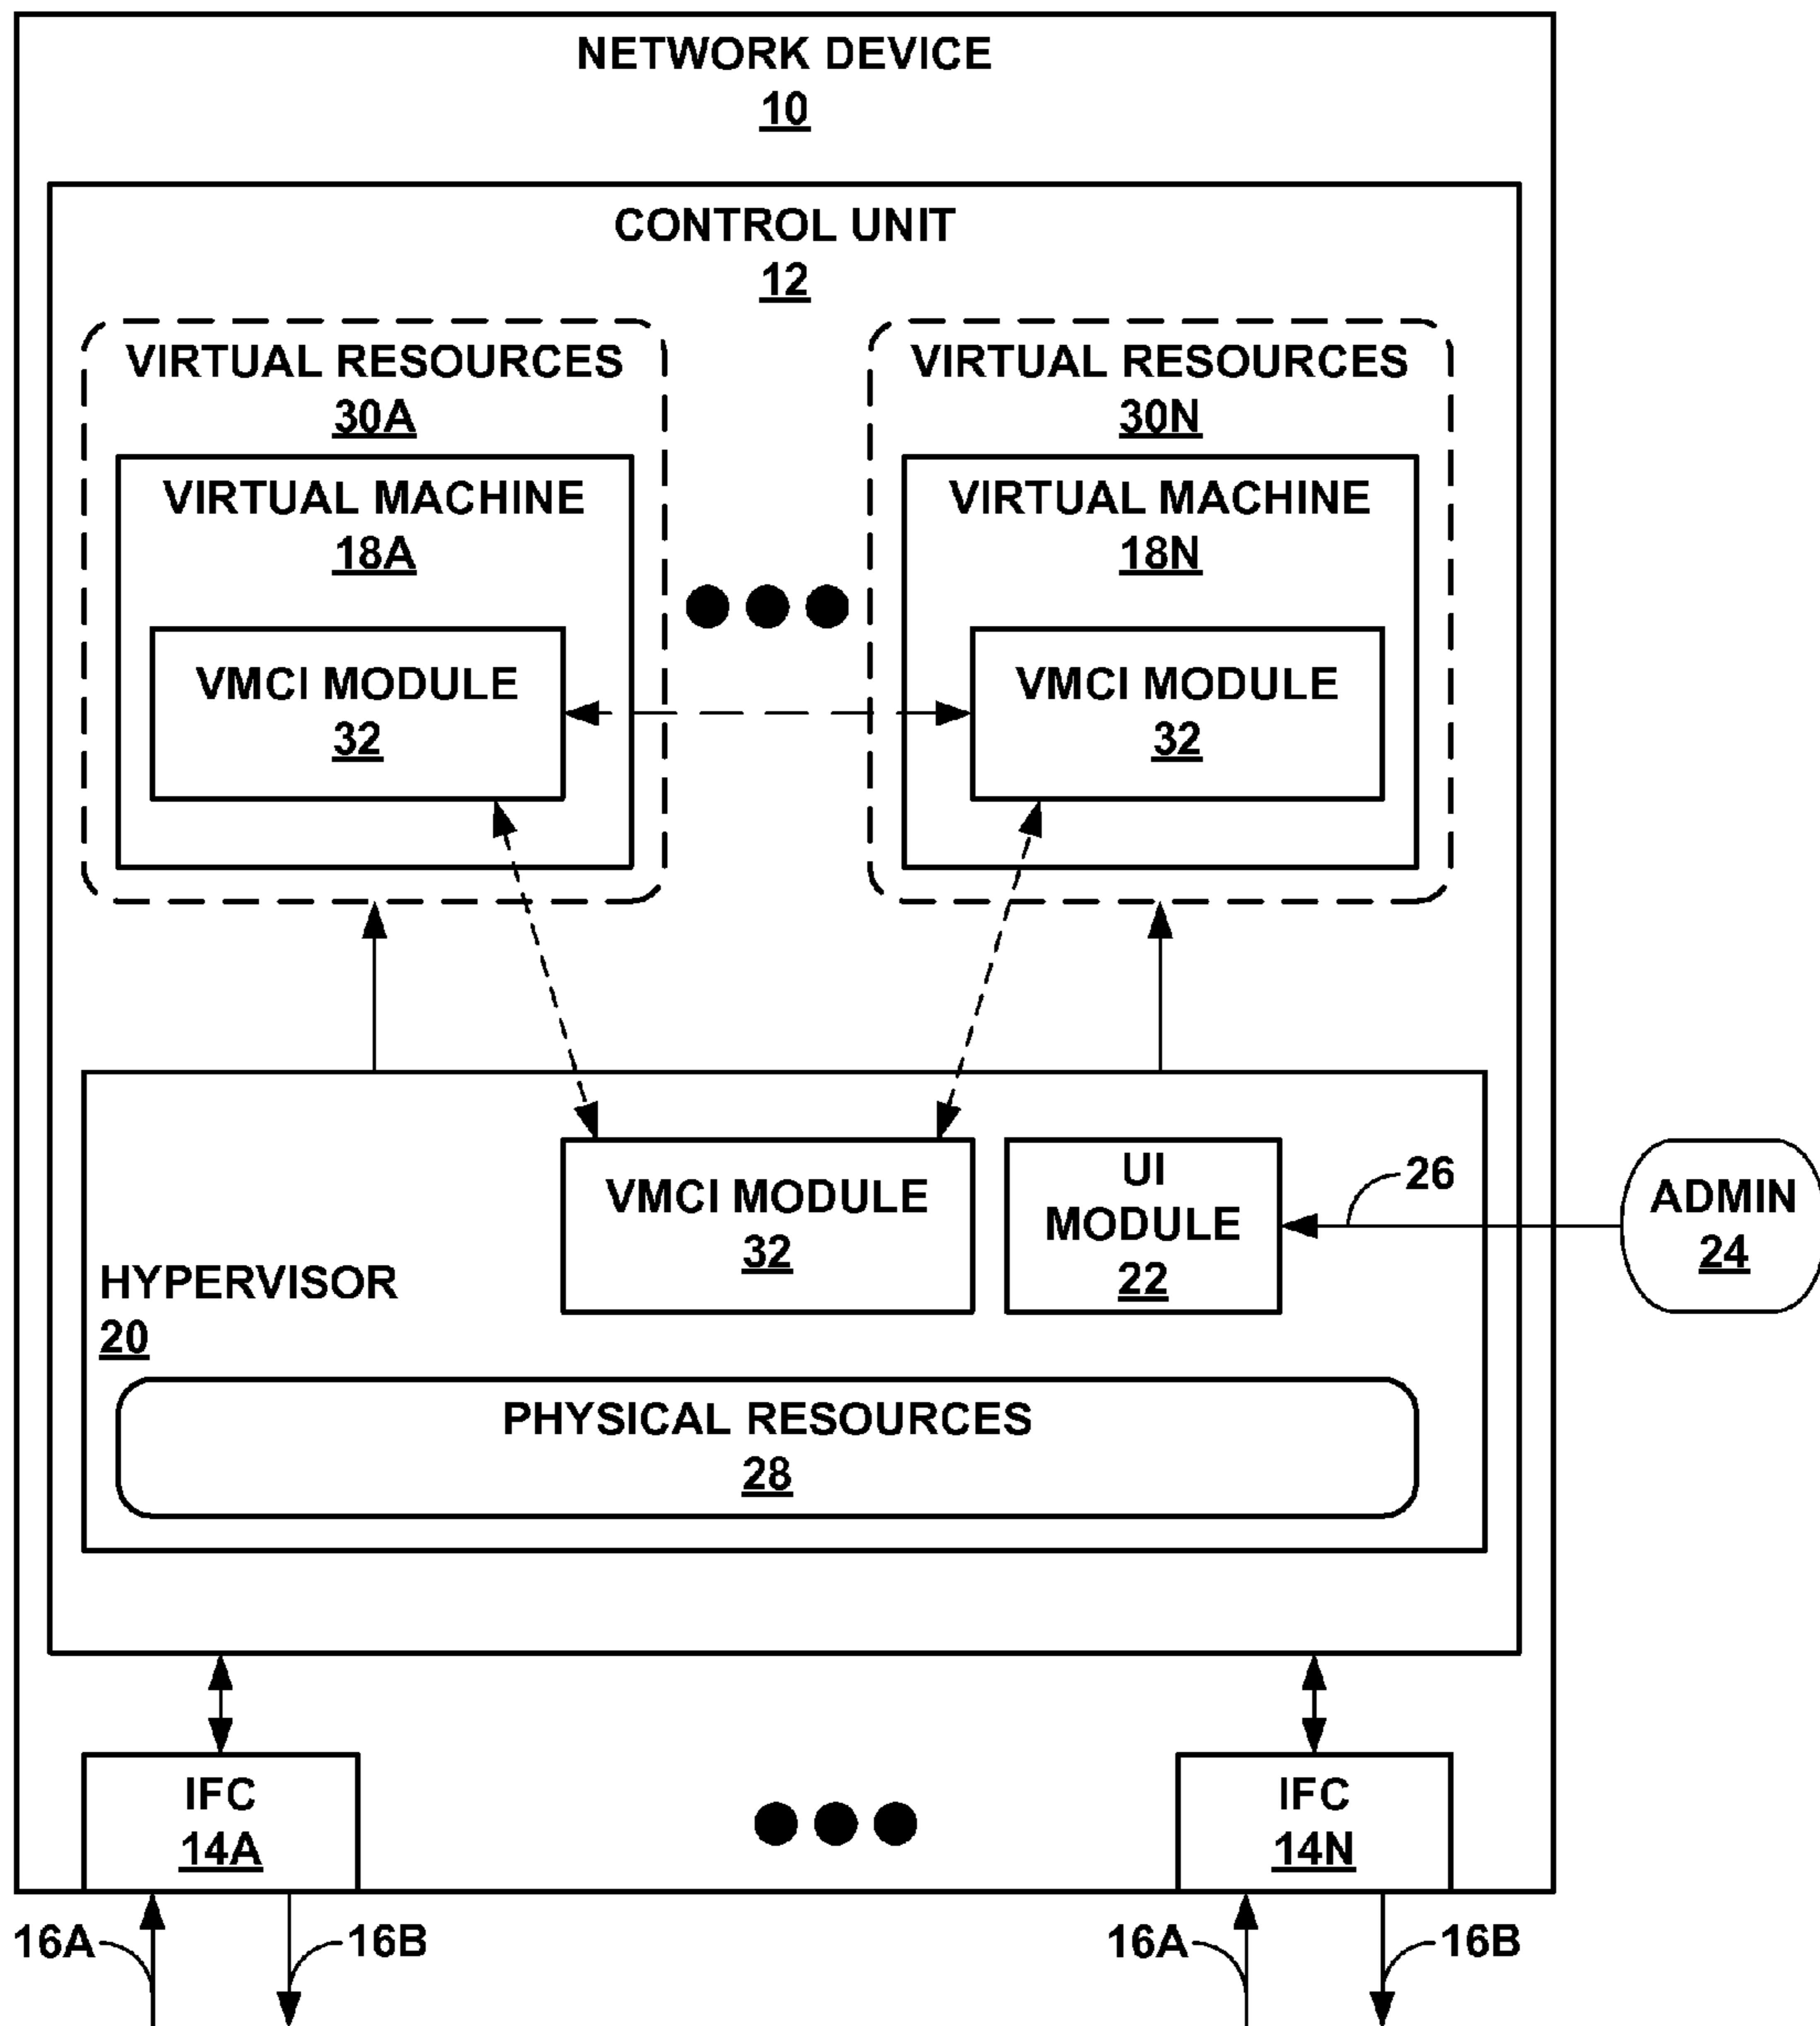 NETWORK DEVICE
10
CONTROL UNIT
12
VIRTUAL RESOURCES
30A
VIRTUAL MACHINE
18A
VMCI MODULE
32
VIRTUAL RESOURCES
30N
VIRTUAL MACHINE
18N
VMCI MODULE
32
HYPERVISOR
20
VMCI MODULE
32
UI
MODULE
22
26
ADMIN
24
PHYSICAL RESOURCES
28
IFC
14A
IFC
14N
16A
16B
16A
16B